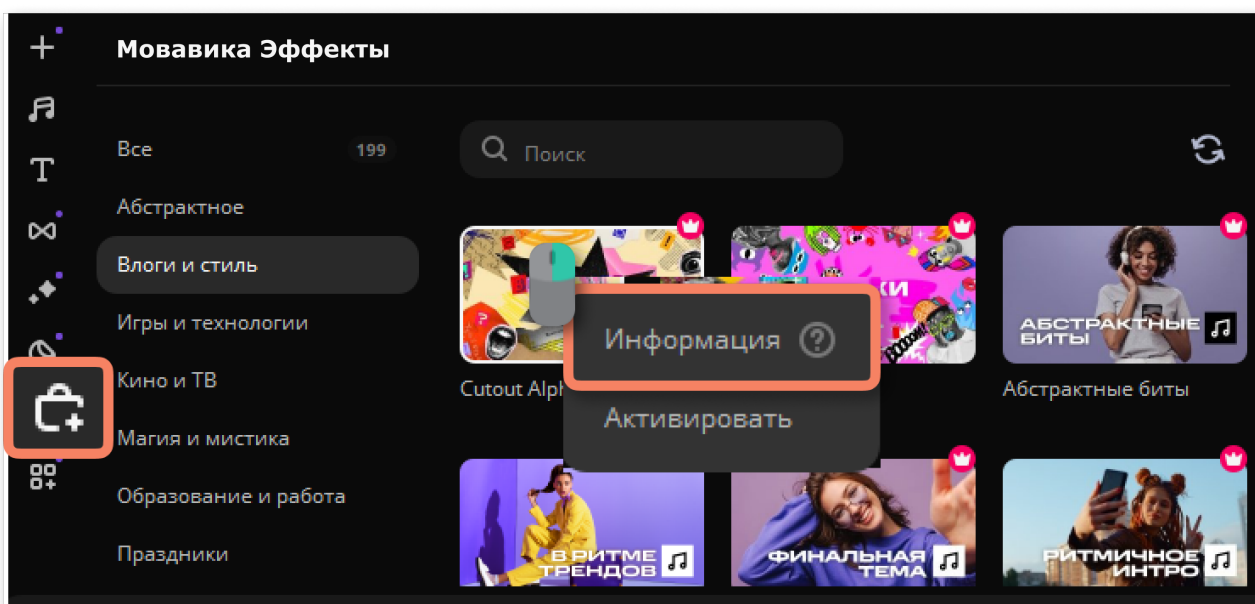 Мовавика Эффекты
Все 199
Поиск
Абстрактное
Влоги и стиль
Игры и технологии
Кино и ТВ
Магия и мистика
Образование и работа
Праздники
КИ
Информация ?
Активировать
АБСТРАКТНЫЕ
БИТЫ
Cutout Alph
Абстрактные биты
В РИТМЕ
ТРЕНДОВ
ФИНАЛЬНАЯ
ТЕМА
РИТМИЧНОЕ
ИНТРО